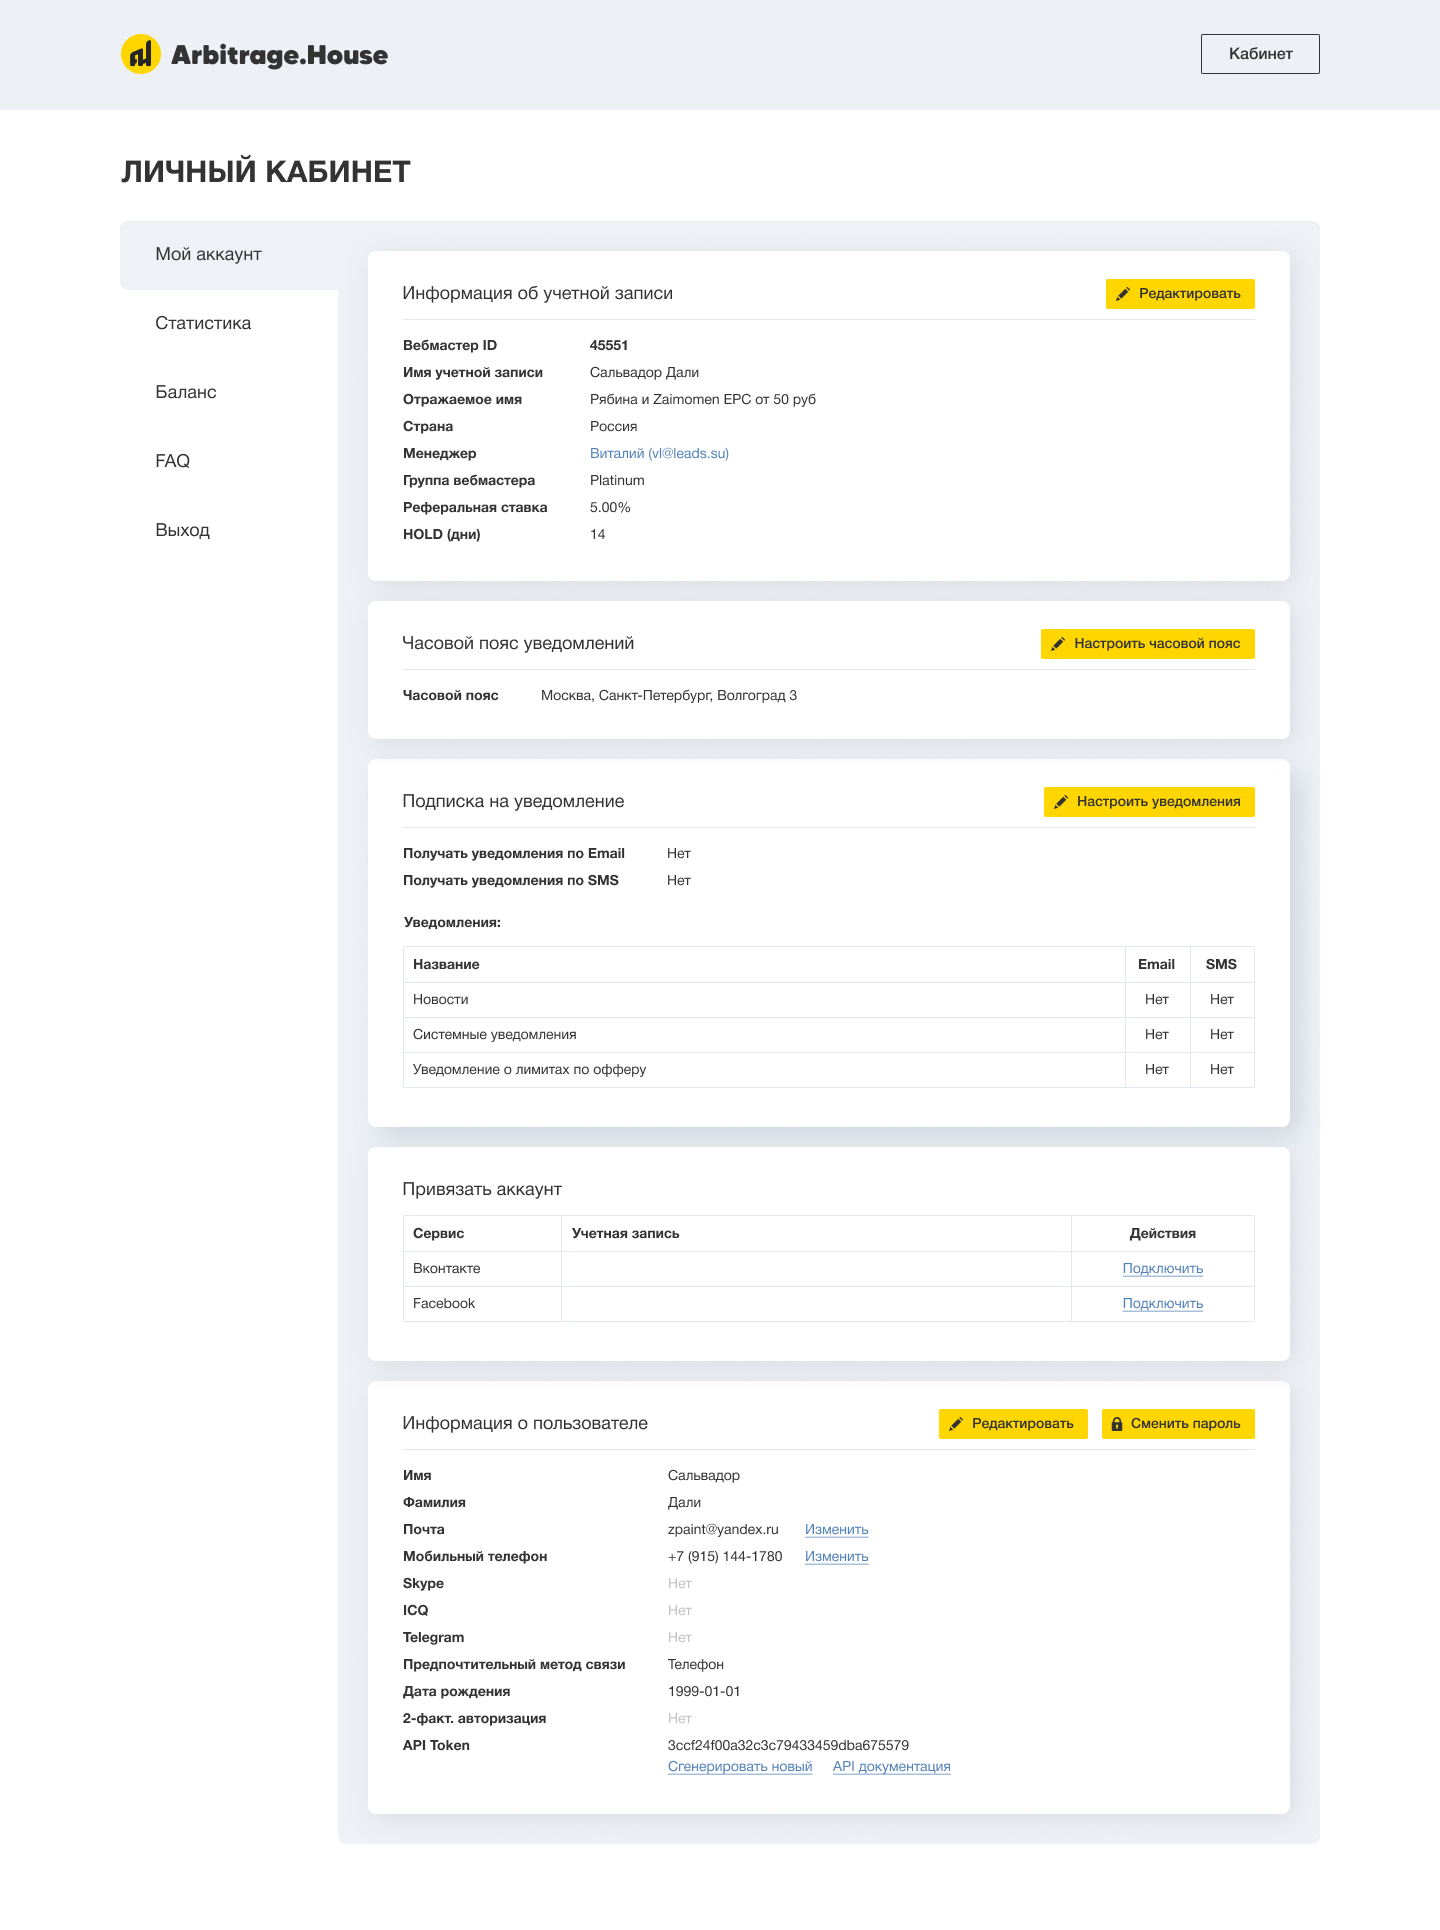 Arbitrage.House
Кабинет
ЛИЧНЫЙ КАБИНЕТ
Мой аккаунт
Статистика
Баланс
FAQ
Выход
Информация об учетной записи
Редактировать
Вебмастер ID 45551
Имя учетной записи Сальвадор Дали
Отражаемое имя Рябина и Zaimomen EPC от 50 руб
Страна Россия
Менеджер Виталий (vl@leads.su)
Группа вебмастера Platinum
Реферальная ставка 5.00%
HOLD (дни) 14
Часовой пояс уведомлений
Настроить часовой пояс
Часовой пояс Москва, Санкт-Петербург, Волгоград 3
Подписка на уведомление
Настроить уведомления
Получать уведомления по Email Нет
Получать уведомления по SMS Нет
Уведомления:
Название Email SMS
Новости Нет Нет
Системные уведомления Нет Нет
Уведомление о лимитах по офферу Нет Нет
Привязать аккаунт
Сервис Учетная запись Действия
Вконтакте Подключить
Facebook Подключить
Информация о пользователе
Редактировать
Сменить пароль
Имя Сальвадор
Фамилия Дали
Почта zpaint@yandex.ru Изменить
Мобильный телефон +7 (915) 144-1780 Изменить
Skype Нет
ICQ Нет
Telegram Нет
Предпочтительный метод связи Телефон
Дата рождения 1999-01-01
2-факт. авторизация Нет
API Token 3ccf24f00a32c3c79433459dba675579
Сгенерировать новый API документация